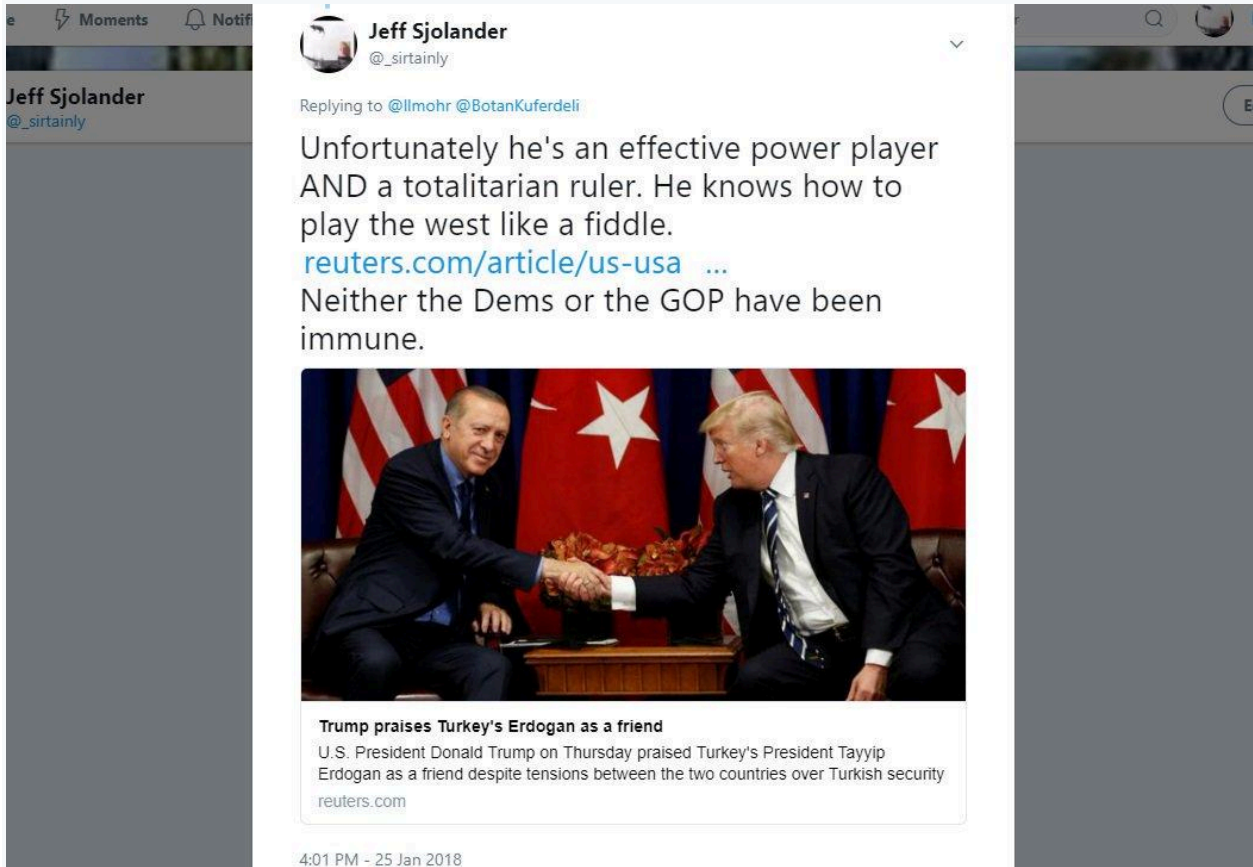 Moments
Jeff Sjolander
@_sirtainly
Jeff Sjolander
@_sirtainly
Replying to @llmohr @BotanKuferdeli
Unfortunately he's an effective power player
AND a totalitarian ruler. He knows how to
play the west like a fiddle.
reuters.com/article/us-usa ...
Neither the Dems or the GOP have been
immune.
Trump praises Turkey's Erdogan as a friend
U.S. President Donald Trump on Thursday praised Turkey's President Tayyip
Erdogan as a friend despite tensions between the two countries over Turkish security
reuters.com
4:01 PM - 25 Jan 2018